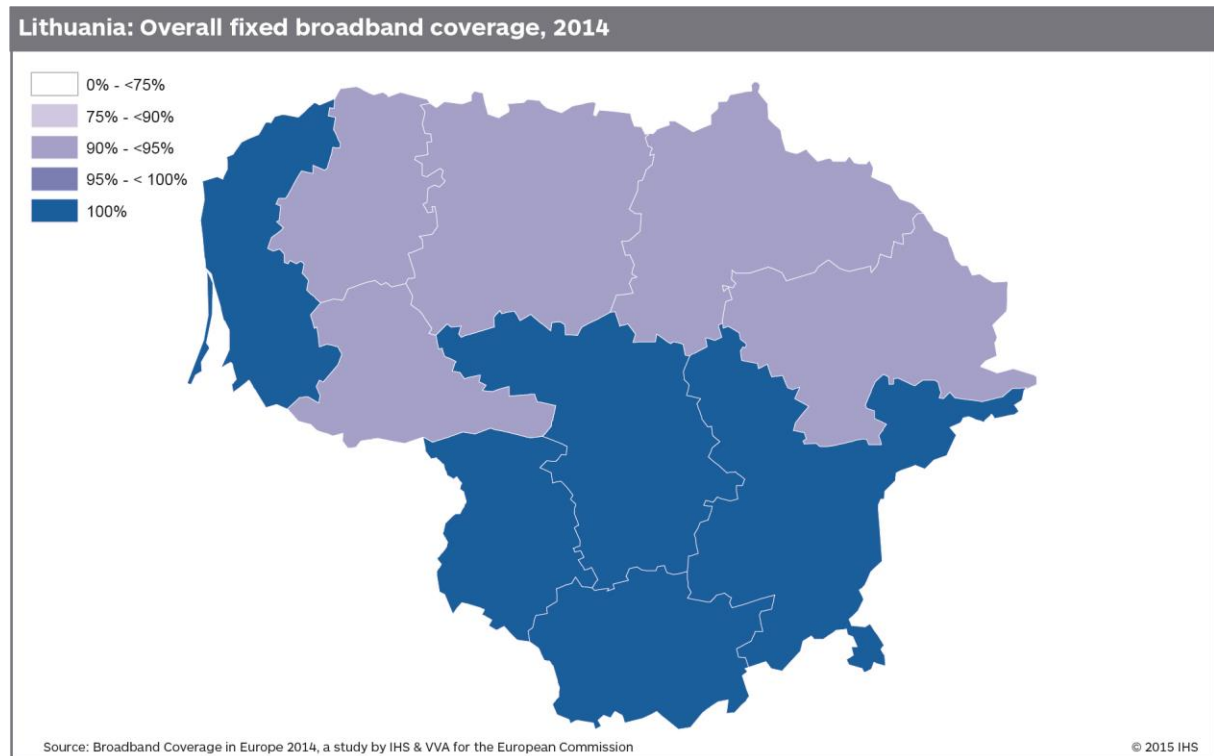 Lithuania: Overall fixed broadband coverage, 2014
0% - <75%
75% - <90%
90% - <95%
95% - < 100%
100%
Source: Broadband Coverage in Europe 2014, a study by IHS & VVA for the European Commission
© 2015 IHS